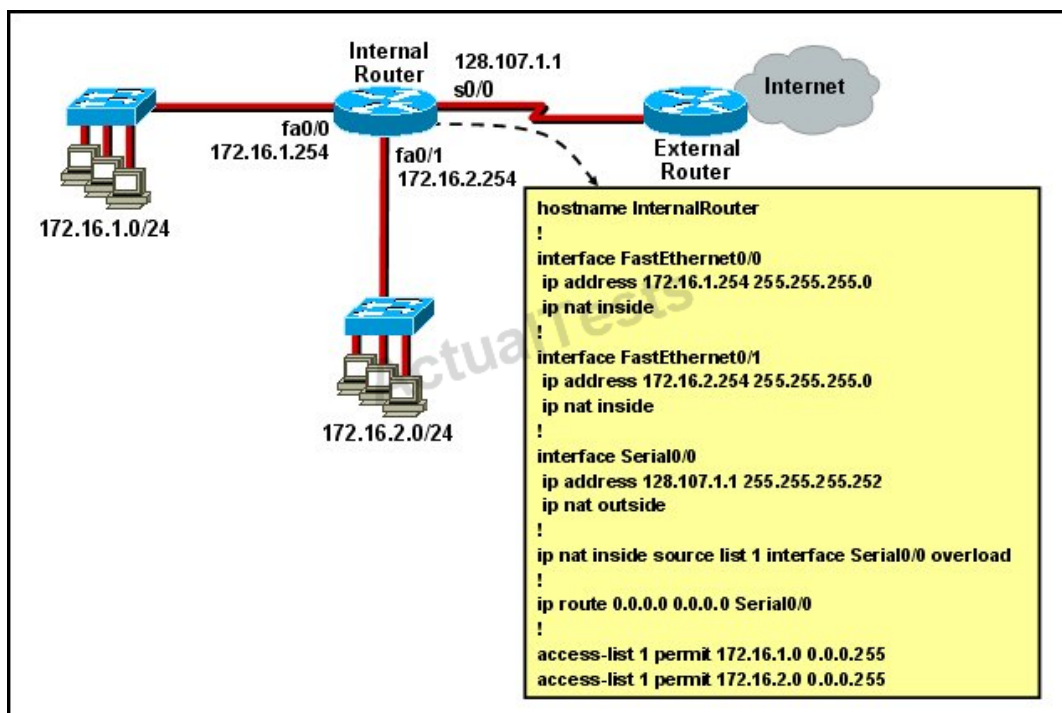 Internal
Router
128.107.1.1
s0/0
Internet
fa0/0
172.16.1.254
fa0/1
172.16.2.254
External
Router
172.16.1.0/24
172.16.2.0/24
hostname InternalRouter
!
interface FastEthernet0/0
ip address 172.16.1.254 255.255.255.0
ip nat inside
!
interface FastEthernet0/1
ip address 172.16.2.254 255.255.255.0
ip nat inside
!
interface Serial0/0
ip address 128.107.1.1 255.255.255.252
ip nat outside
!
ip nat inside source list 1 interface Serial0/0 overload
!
ip route 0.0.0.0 0.0.0.0 Serial0/0
!
access-list 1 permit 172.16.1.0 0.0.0.255
access-list 1 permit 172.16.2.0 0.0.0.255
ActualTests